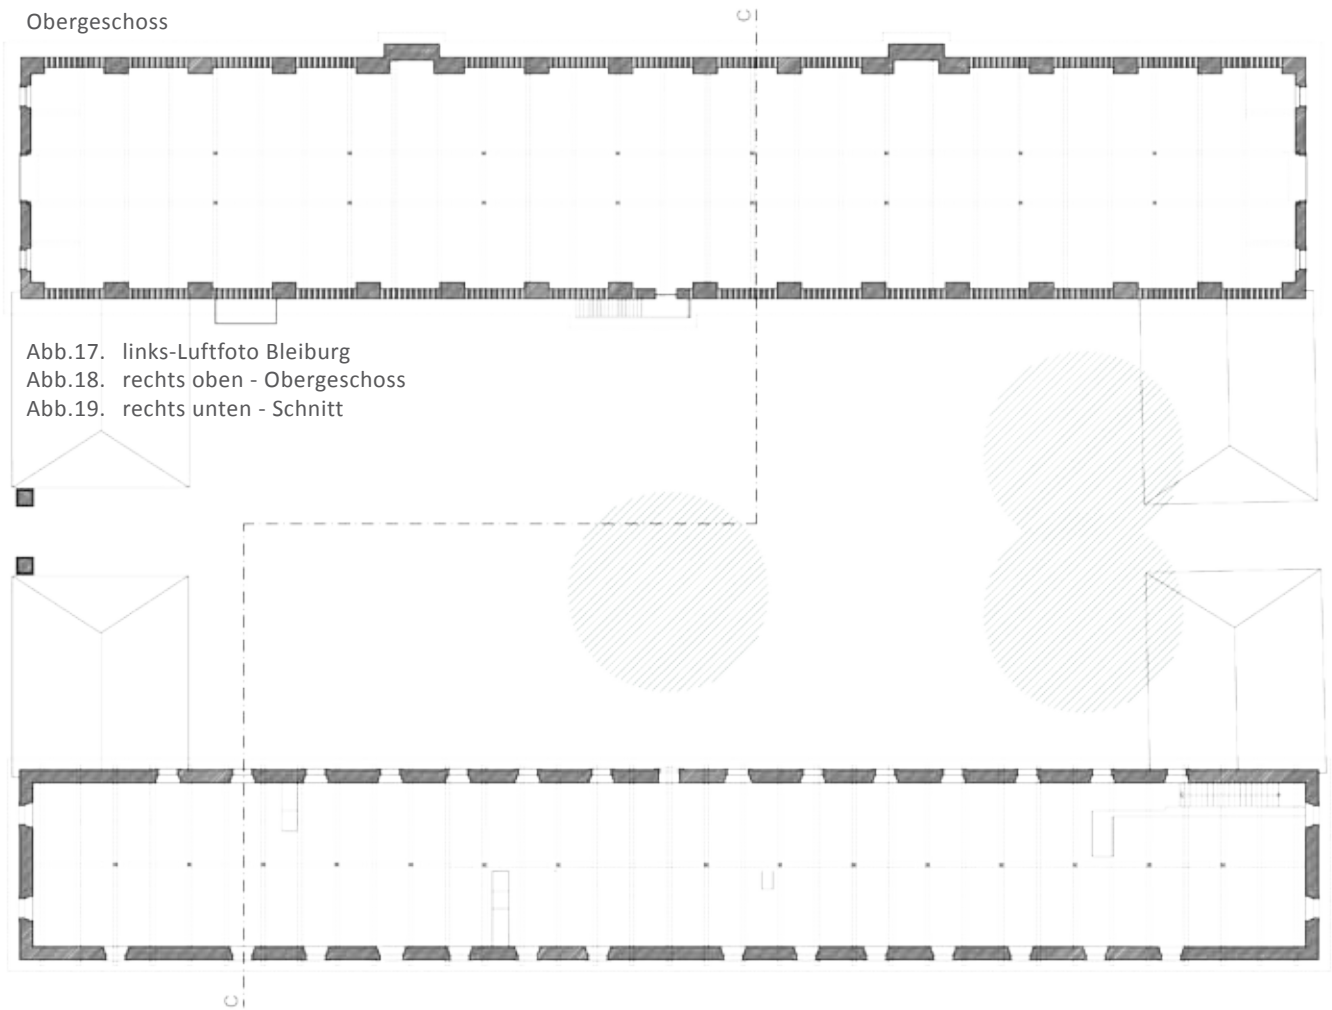 Obergeschoss
C
Abb.17. links-Luftfoto Bleiburg
Abb.18. rechts oben - Obergeschoss
Abb.19. rechts unten - Schnitt
C